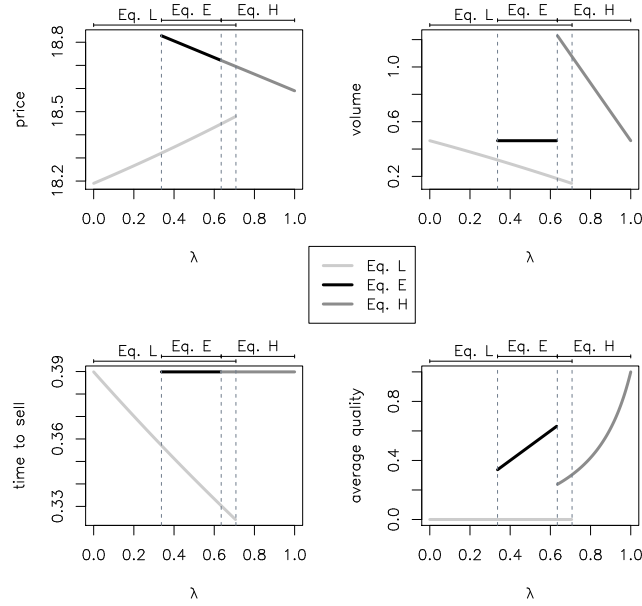 Eq. L Eq. E Eq. H
price
18.8
18.5
18.2
0.0 0.2 0.4 0.6 0.8 1.0
λ
Eq. L Eq. E Eq. H
volume
1.0
0.6
0.2
0.0 0.2 0.4 0.6 0.8 1.0
λ
Eq. L
Eq. E
Eq. H
Eq. L Eq. E Eq. H
time to sell
0.39
0.36
0.33
0.0 0.2 0.4 0.6 0.8 1.0
λ
Eq. L Eq. E Eq. H
average quality
0.8
0.4
0.0
0.0 0.2 0.4 0.6 0.8 1.0
λ